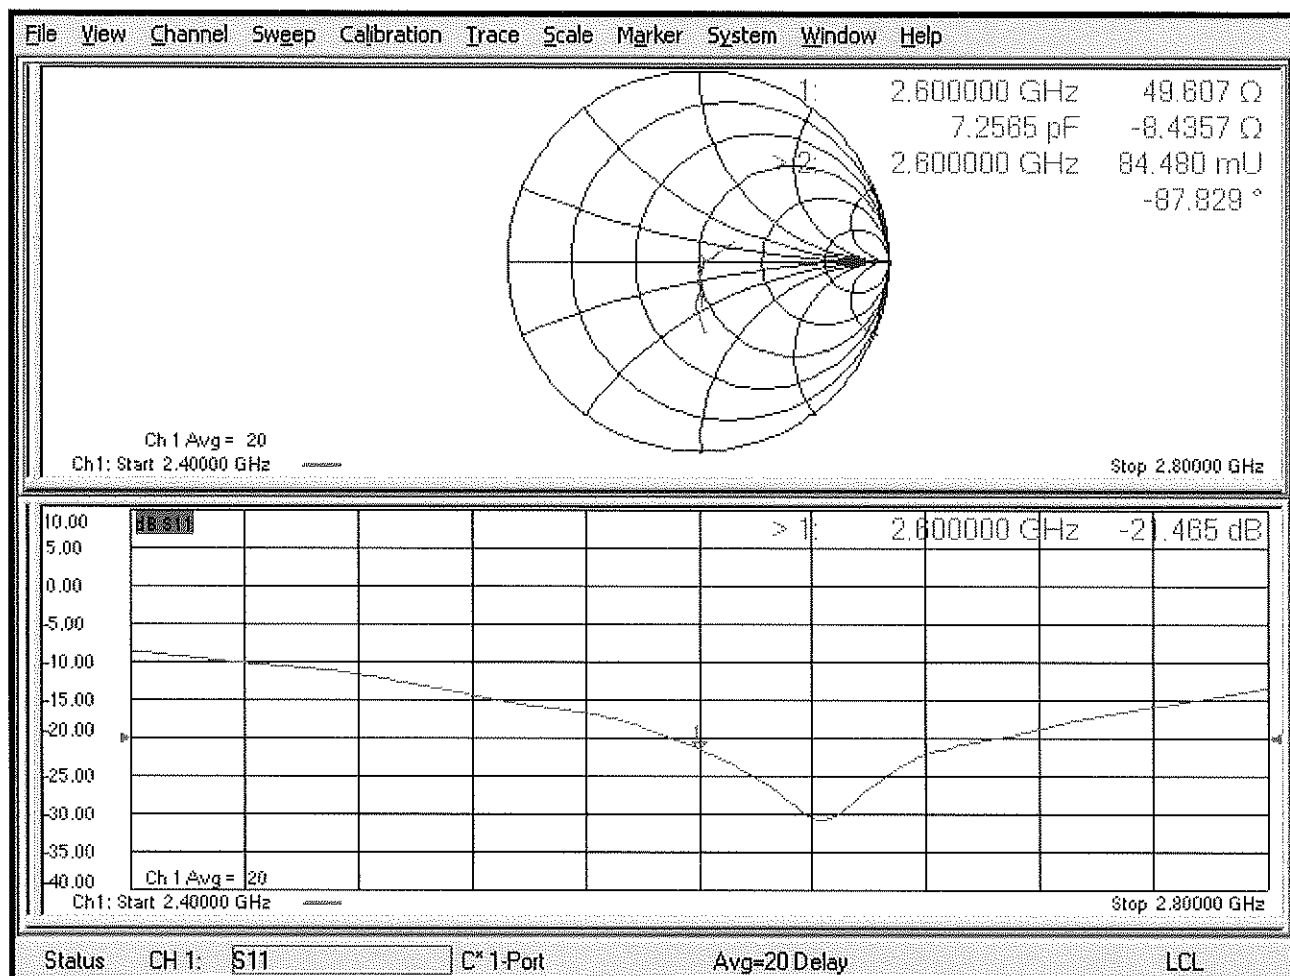 File View Channel Sweep Calibration Trace Scale Marker System Window Help
1: 2.600000 GHz 49.607 Ω
7.2565 pF -8.4357 Ω
> 2: 2.600000 GHz 84.480 mU
-87.829 °
Ch 1 Avg = 20
Ch1: Start 2.40000 GHz
Stop 2.80000 GHz
10.00 dB S11 > 1: 2.600000 GHz -21.465 dB
5.00
0.00
-5.00
-10.00
-15.00
-20.00
-25.00
-30.00
-35.00
-40.00
Ch 1 Avg = 20
Ch1: Start 2.40000 GHz
Stop 2.80000 GHz
Status CH 1: S11 C* 1-Port Avg=20 Delay LCL